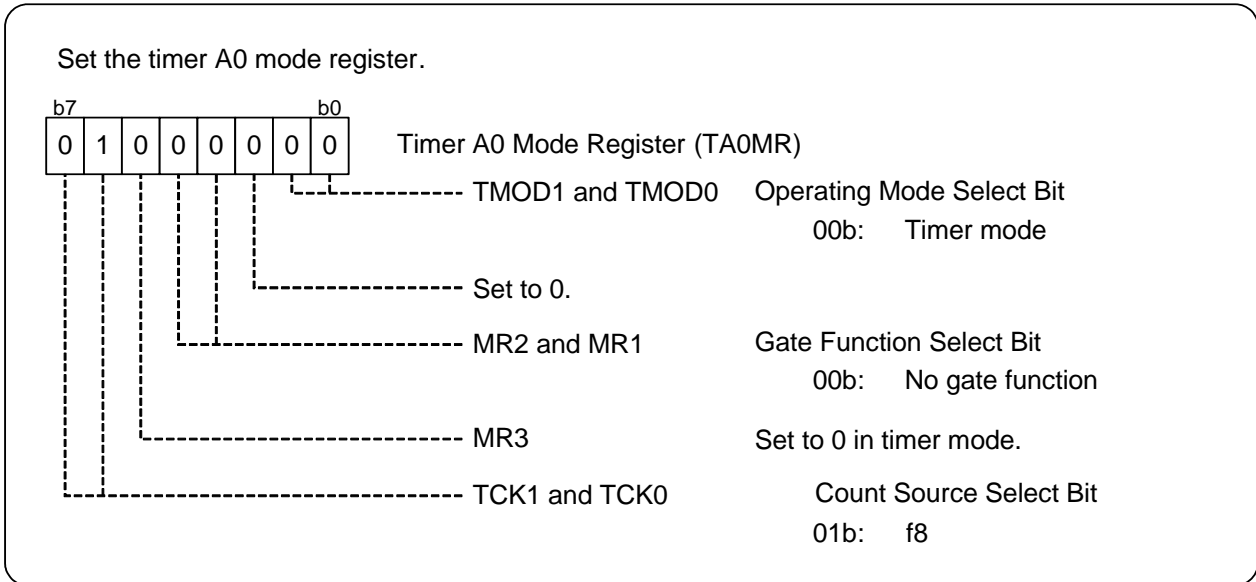 Set the timer A0 mode register.
b7 b0
0 1 0 0 0 0 0 0 Timer A0 Mode Register (TA0MR)
TMOD1 and TMOD0 Operating Mode Select Bit
00b: Timer mode
Set to 0.
MR2 and MR1 Gate Function Select Bit
00b: No gate function
MR3 Set to 0 in timer mode.
TCK1 and TCK0 Count Source Select Bit
01b: f8